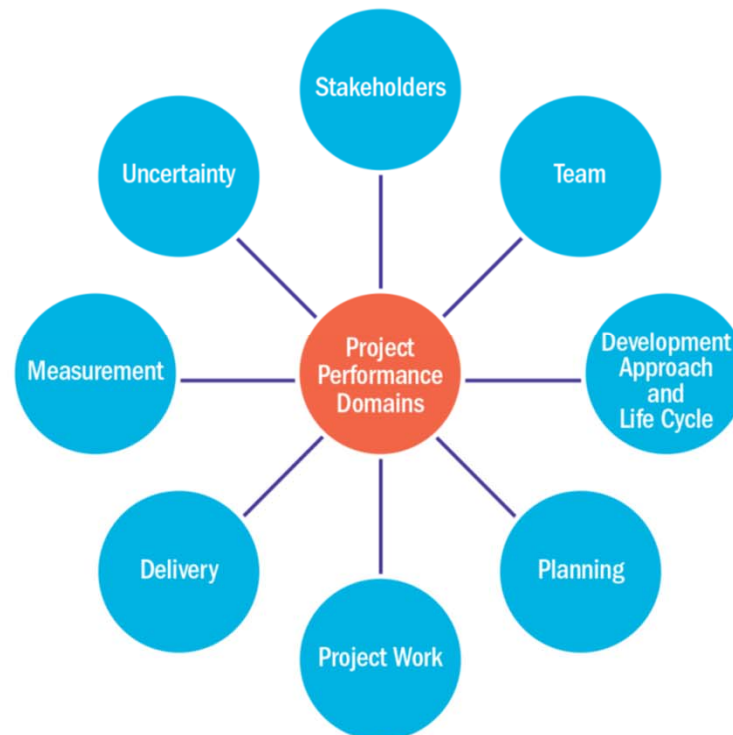 Stakeholders
Team
Development
Approach
and
Life Cycle
Planning
Project Work
Delivery
Measurement
Uncertainty
Project
Performance
Domains